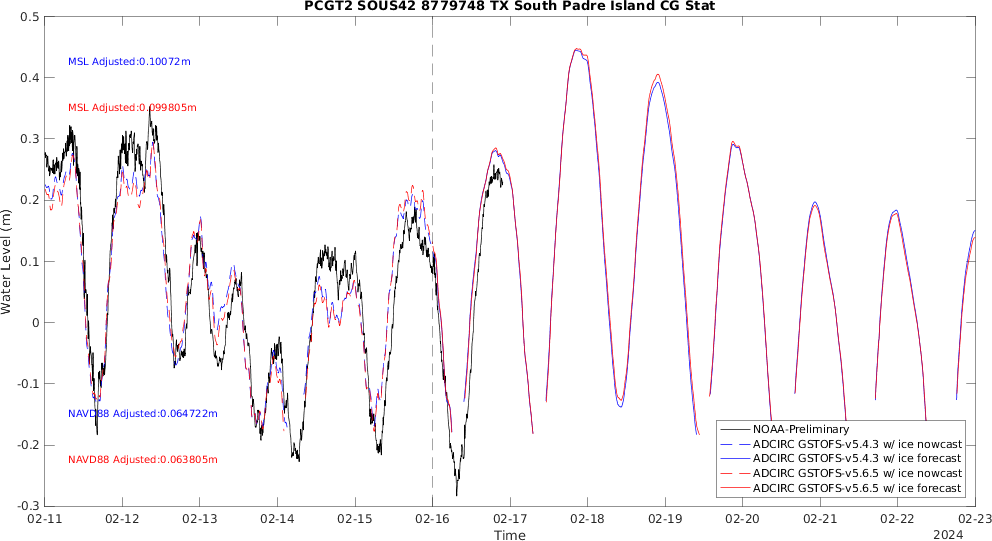 PCGT2 SOUS42 8779748 TX South Padre Island CG Stat
0.5
MSL Adjusted:0.10072m
0.4
MSL Adjusted:0.099805m
0.3
0.2
0.1
Water Level (m)
0
-0.1
NAVD88 Adjusted:0.064722m
-0.2
NAVD88 Adjusted:0.063805m
-0.3
NOAA-Preliminary
ADCIRC GSTOFS-v5.4.3 w/ ice nowcast
ADCIRC GSTOFS-v5.4.3 w/ ice forecast
ADCIRC GSTOFS-v5.6.5 w/ ice nowcast
ADCIRC GSTOFS-v5.6.5 w/ ice forecast
02-11 02-12 02-13 02-14 02-15 02-16 02-17 02-18 02-19 02-20 02-21 02-22 02-23
Time
2024